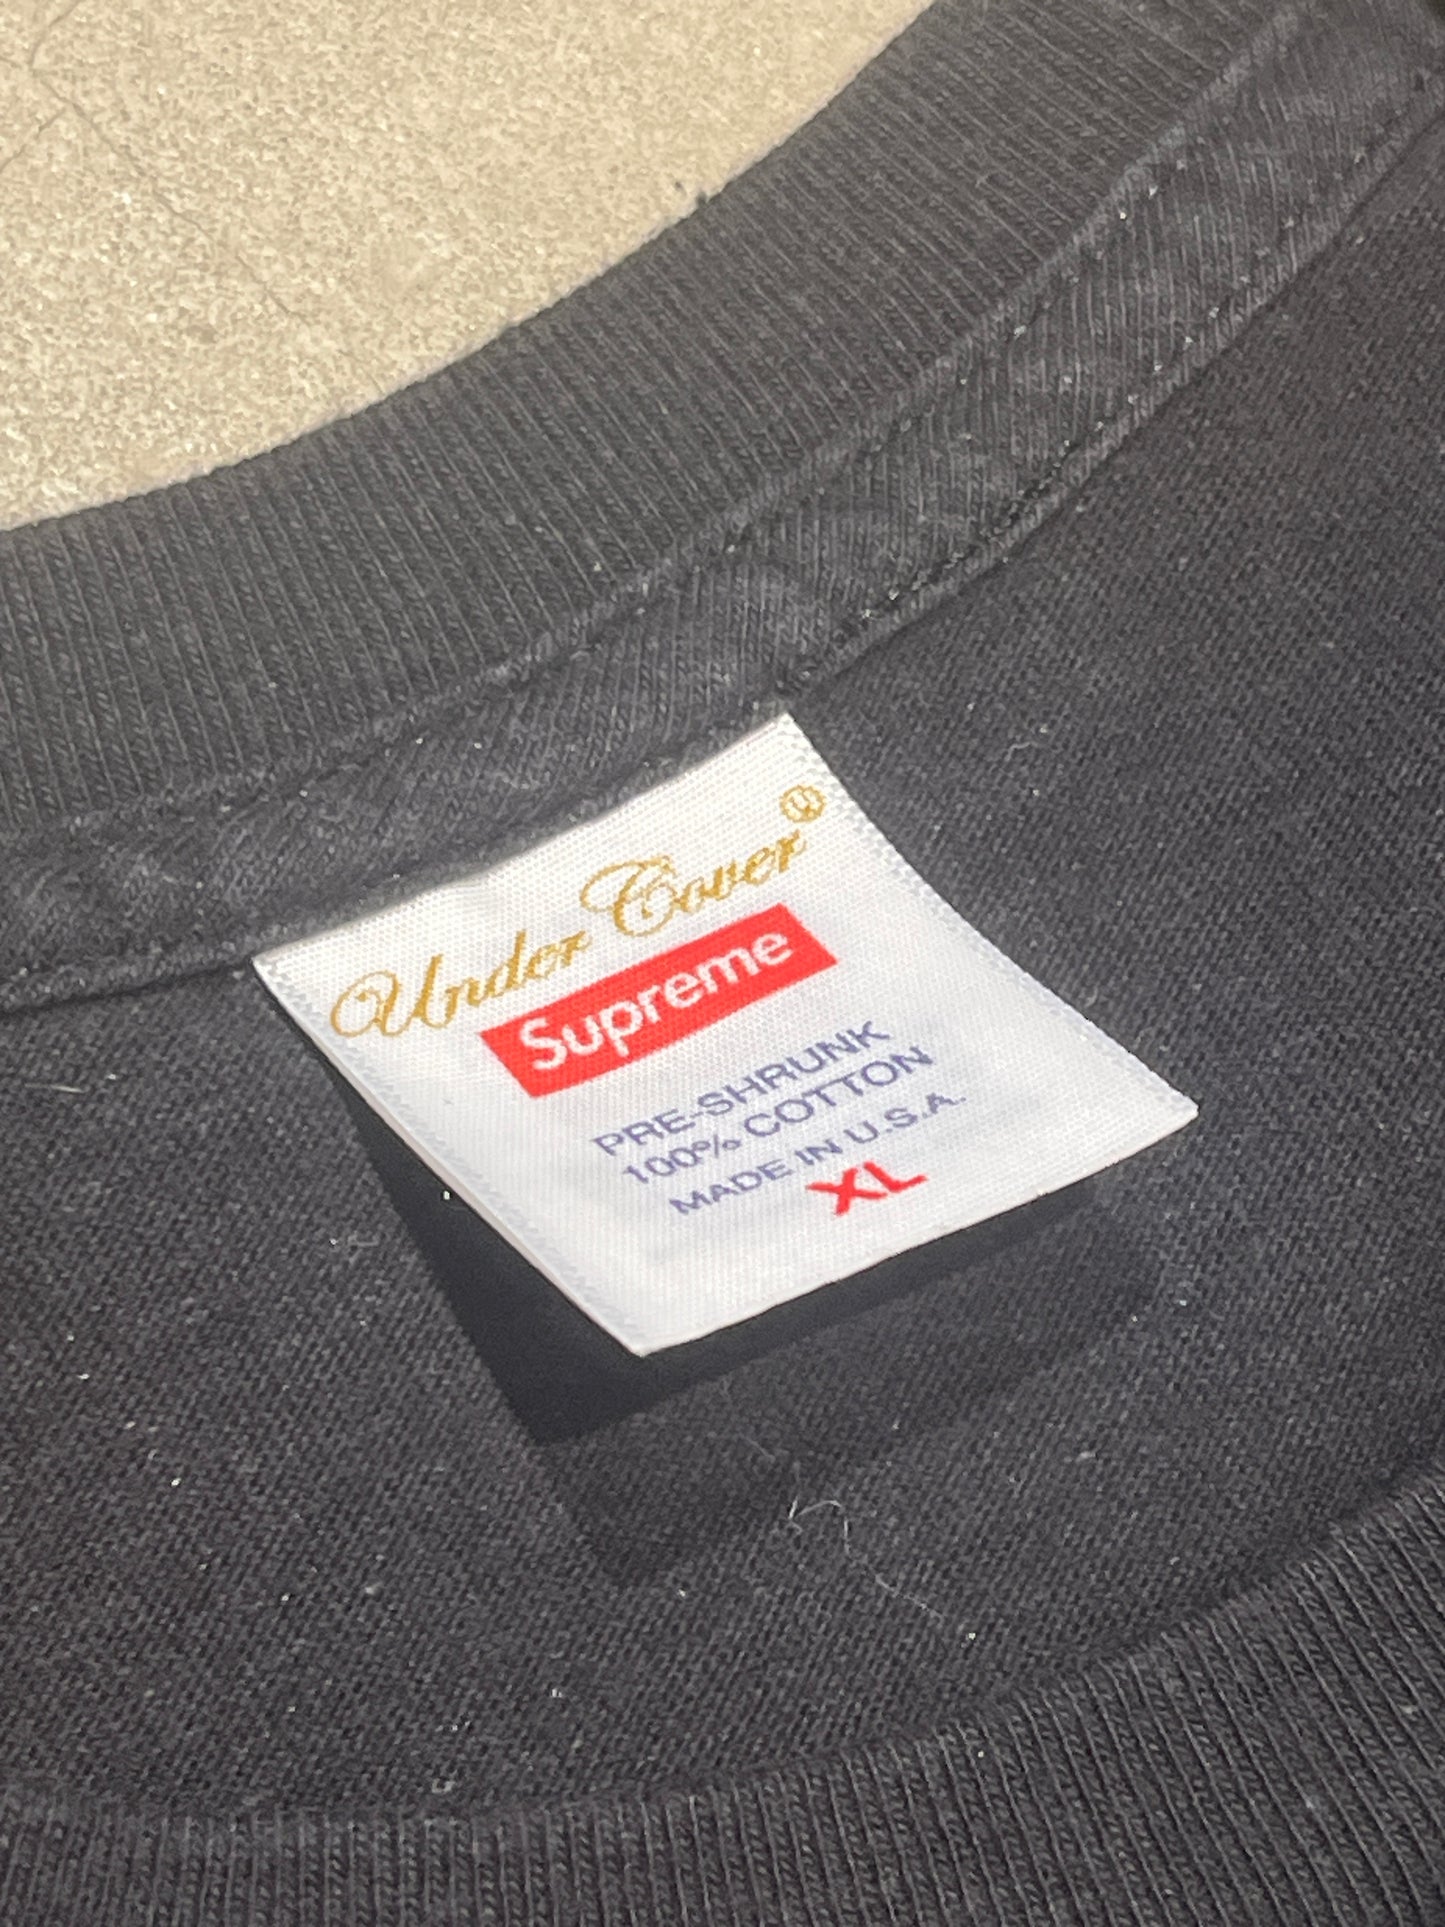 Under Cover
Supreme
PRE-SHRUNK
100% COTTON
MADE IN U.S.A.
XL